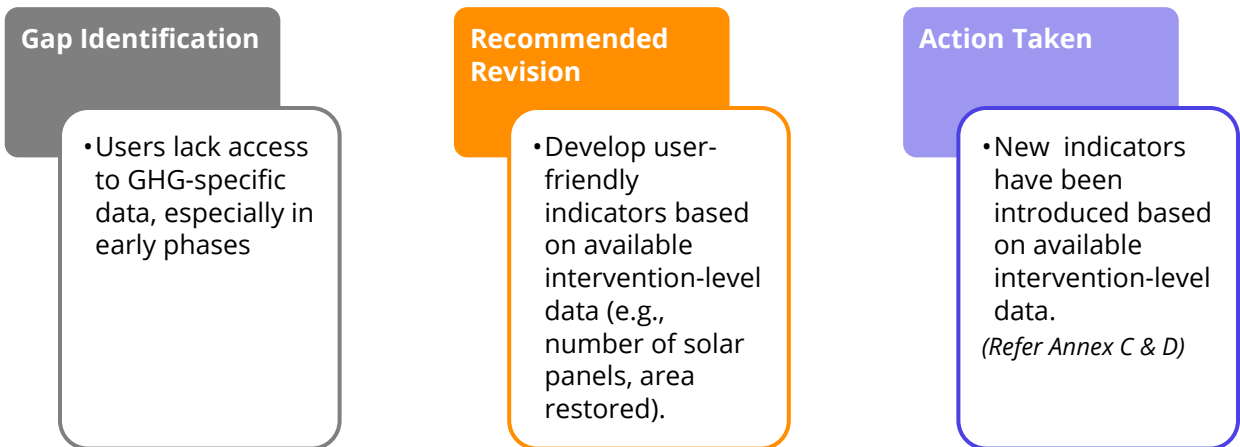 Gap Identification
•Users lack access
to GHG-specific
data, especially in
early phases
Recommended
Revision
•Develop user-
friendly
indicators based
on available
intervention-level
data (e.g.,
number of solar
panels, area
restored).
Action Taken
•New  indicators
have been
introduced based
on available
intervention-level
data.
(Refer Annex C & D)